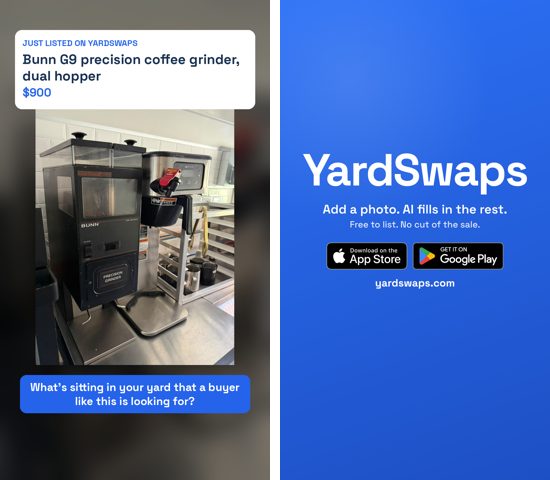 JUST LISTED ON YARDSWAPS
Bunn G9 precision coffee grinder,
dual hopper
$900
BUNN
PRECISION
GRINDER
What's sitting in your yard that a buyer
like this is looking for?
YardSwaps
Add a photo. AI fills in the rest.
Free to list. No cut of the sale.
Download on the
App Store
GET IT ON
Google Play
yardswaps.com